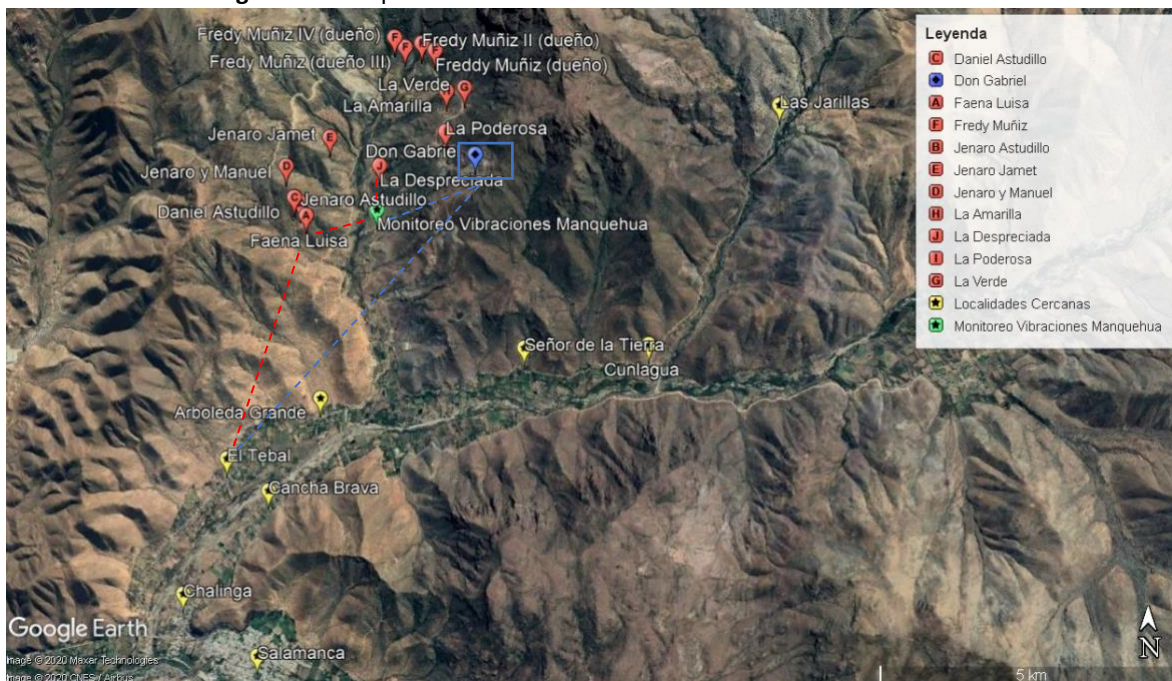 Fredy Muñiz IV (dueño)
Fredy Muñiz II (dueño)
Fredy Muñiz (dueño III)
Freddy Muñiz (dueño)
La Verde
La Amarilla
La Poderosa
Jenaro Jamet
Don Gabriel
Jenaro y Manuel
La Despreciada
Jenaro Astudillo
Daniel Astudillo
Monitoreo Vibraciones Manquehua
Faena Luisa
Las Jarillas
Señor de la Tierra
Cunlagua
Arboleda Grande
El Tebal
Cancha Brava
Chalinga
Salamanca
Leyenda
C Daniel Astudillo
Don Gabriel
A Faena Luisa
F Fredy Muñiz
B Jenaro Astudillo
E Jenaro Jamet
D Jenaro y Manuel
H La Amarilla
J La Despreciada
I La Poderosa
G La Verde
Localidades Cercanas
Monitoreo Vibraciones Manquehua
Google Earth
Image © 2020 Maxar Technologies
Image © 2020 CNES / Airbus
N
5 km